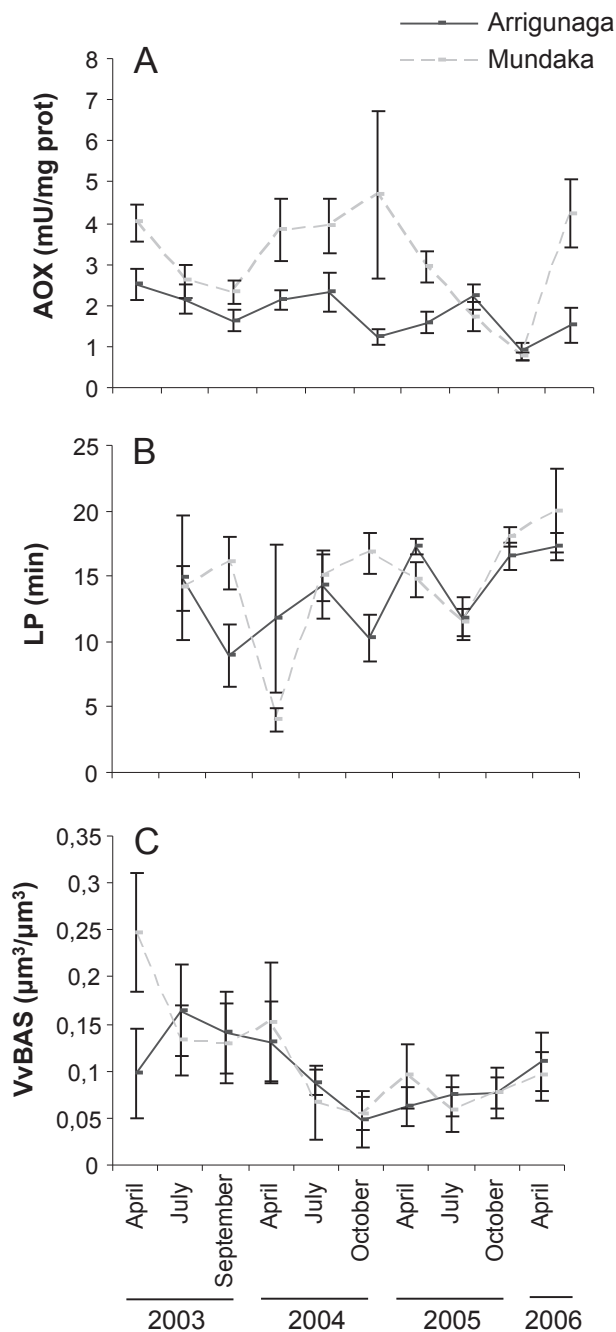 Arrigunaga
Mundaka
A
AOX (mU/mg prot)
8
7
6
5
4
3
2
1
0
B
LP (min)
25
20
15
10
5
0
C
VvBAS (µm³/µm³)
0,35
0,3
0,25
0,2
0,15
0,1
0,05
0
April
July
September
April
July
October
April
July
October
April
2003
2004
2005
2006